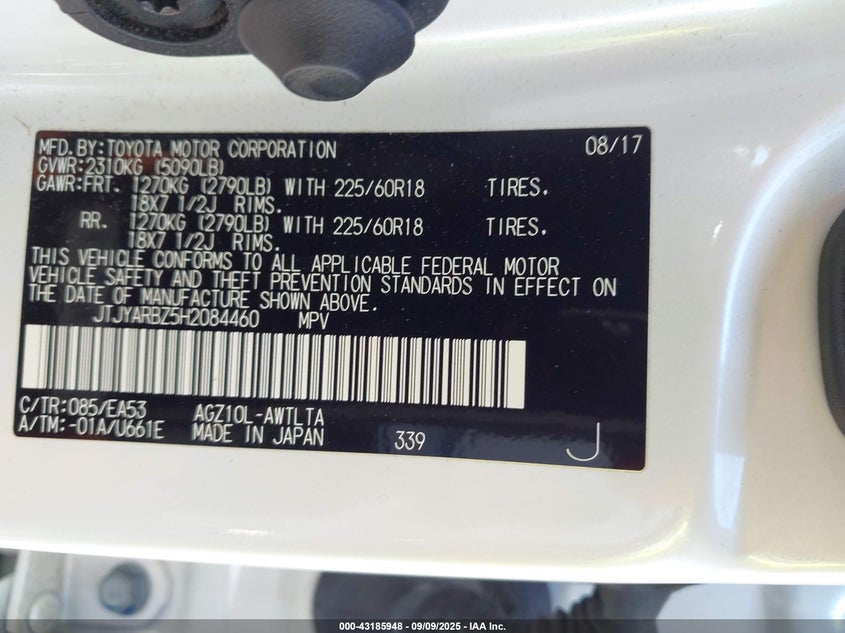 MFD.BY:TOYOTA MOTOR CORPORATION 08/17
GVWR:2310KG (5090LB)
GAWR:FRT. 1270KG (2790LB) WITH 225/60R18 TIRES.
18X7 1/2J RIMS.
RR. 1270KG (2790LB) WITH 225/60R18 TIRES.
18X7 1/2J RIMS.
THIS VEHICLE CONFORMS TO ALL APPLICABLE FEDERAL MOTOR
VEHICLE SAFETY AND THEFT PREVENTION STANDARDS IN EFFECT ON
THE DATE OF MANUFACTURE SHOWN ABOVE.
JTJYARBZ5H2084460 MPV
C/TR:085/EA53 AGZ10L-AWTLTA
A/TM:-01A/U661E MADE IN JAPAN 339 J
000-43185948 - 09/09/2025 - IAA Inc.